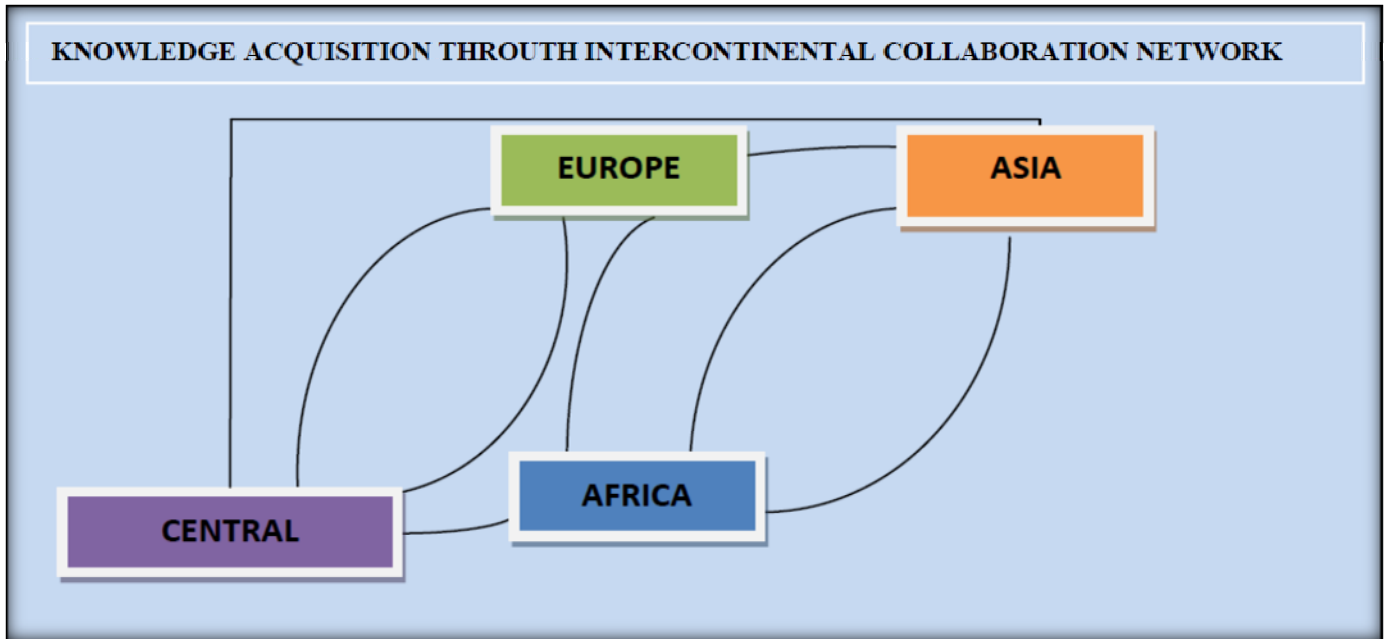 KNOWLEDGE ACQUISITION THROUTH INTERCONTINENTAL COLLABORATION NETWORK
EUROPE
ASIA
AFRICA
CENTRAL